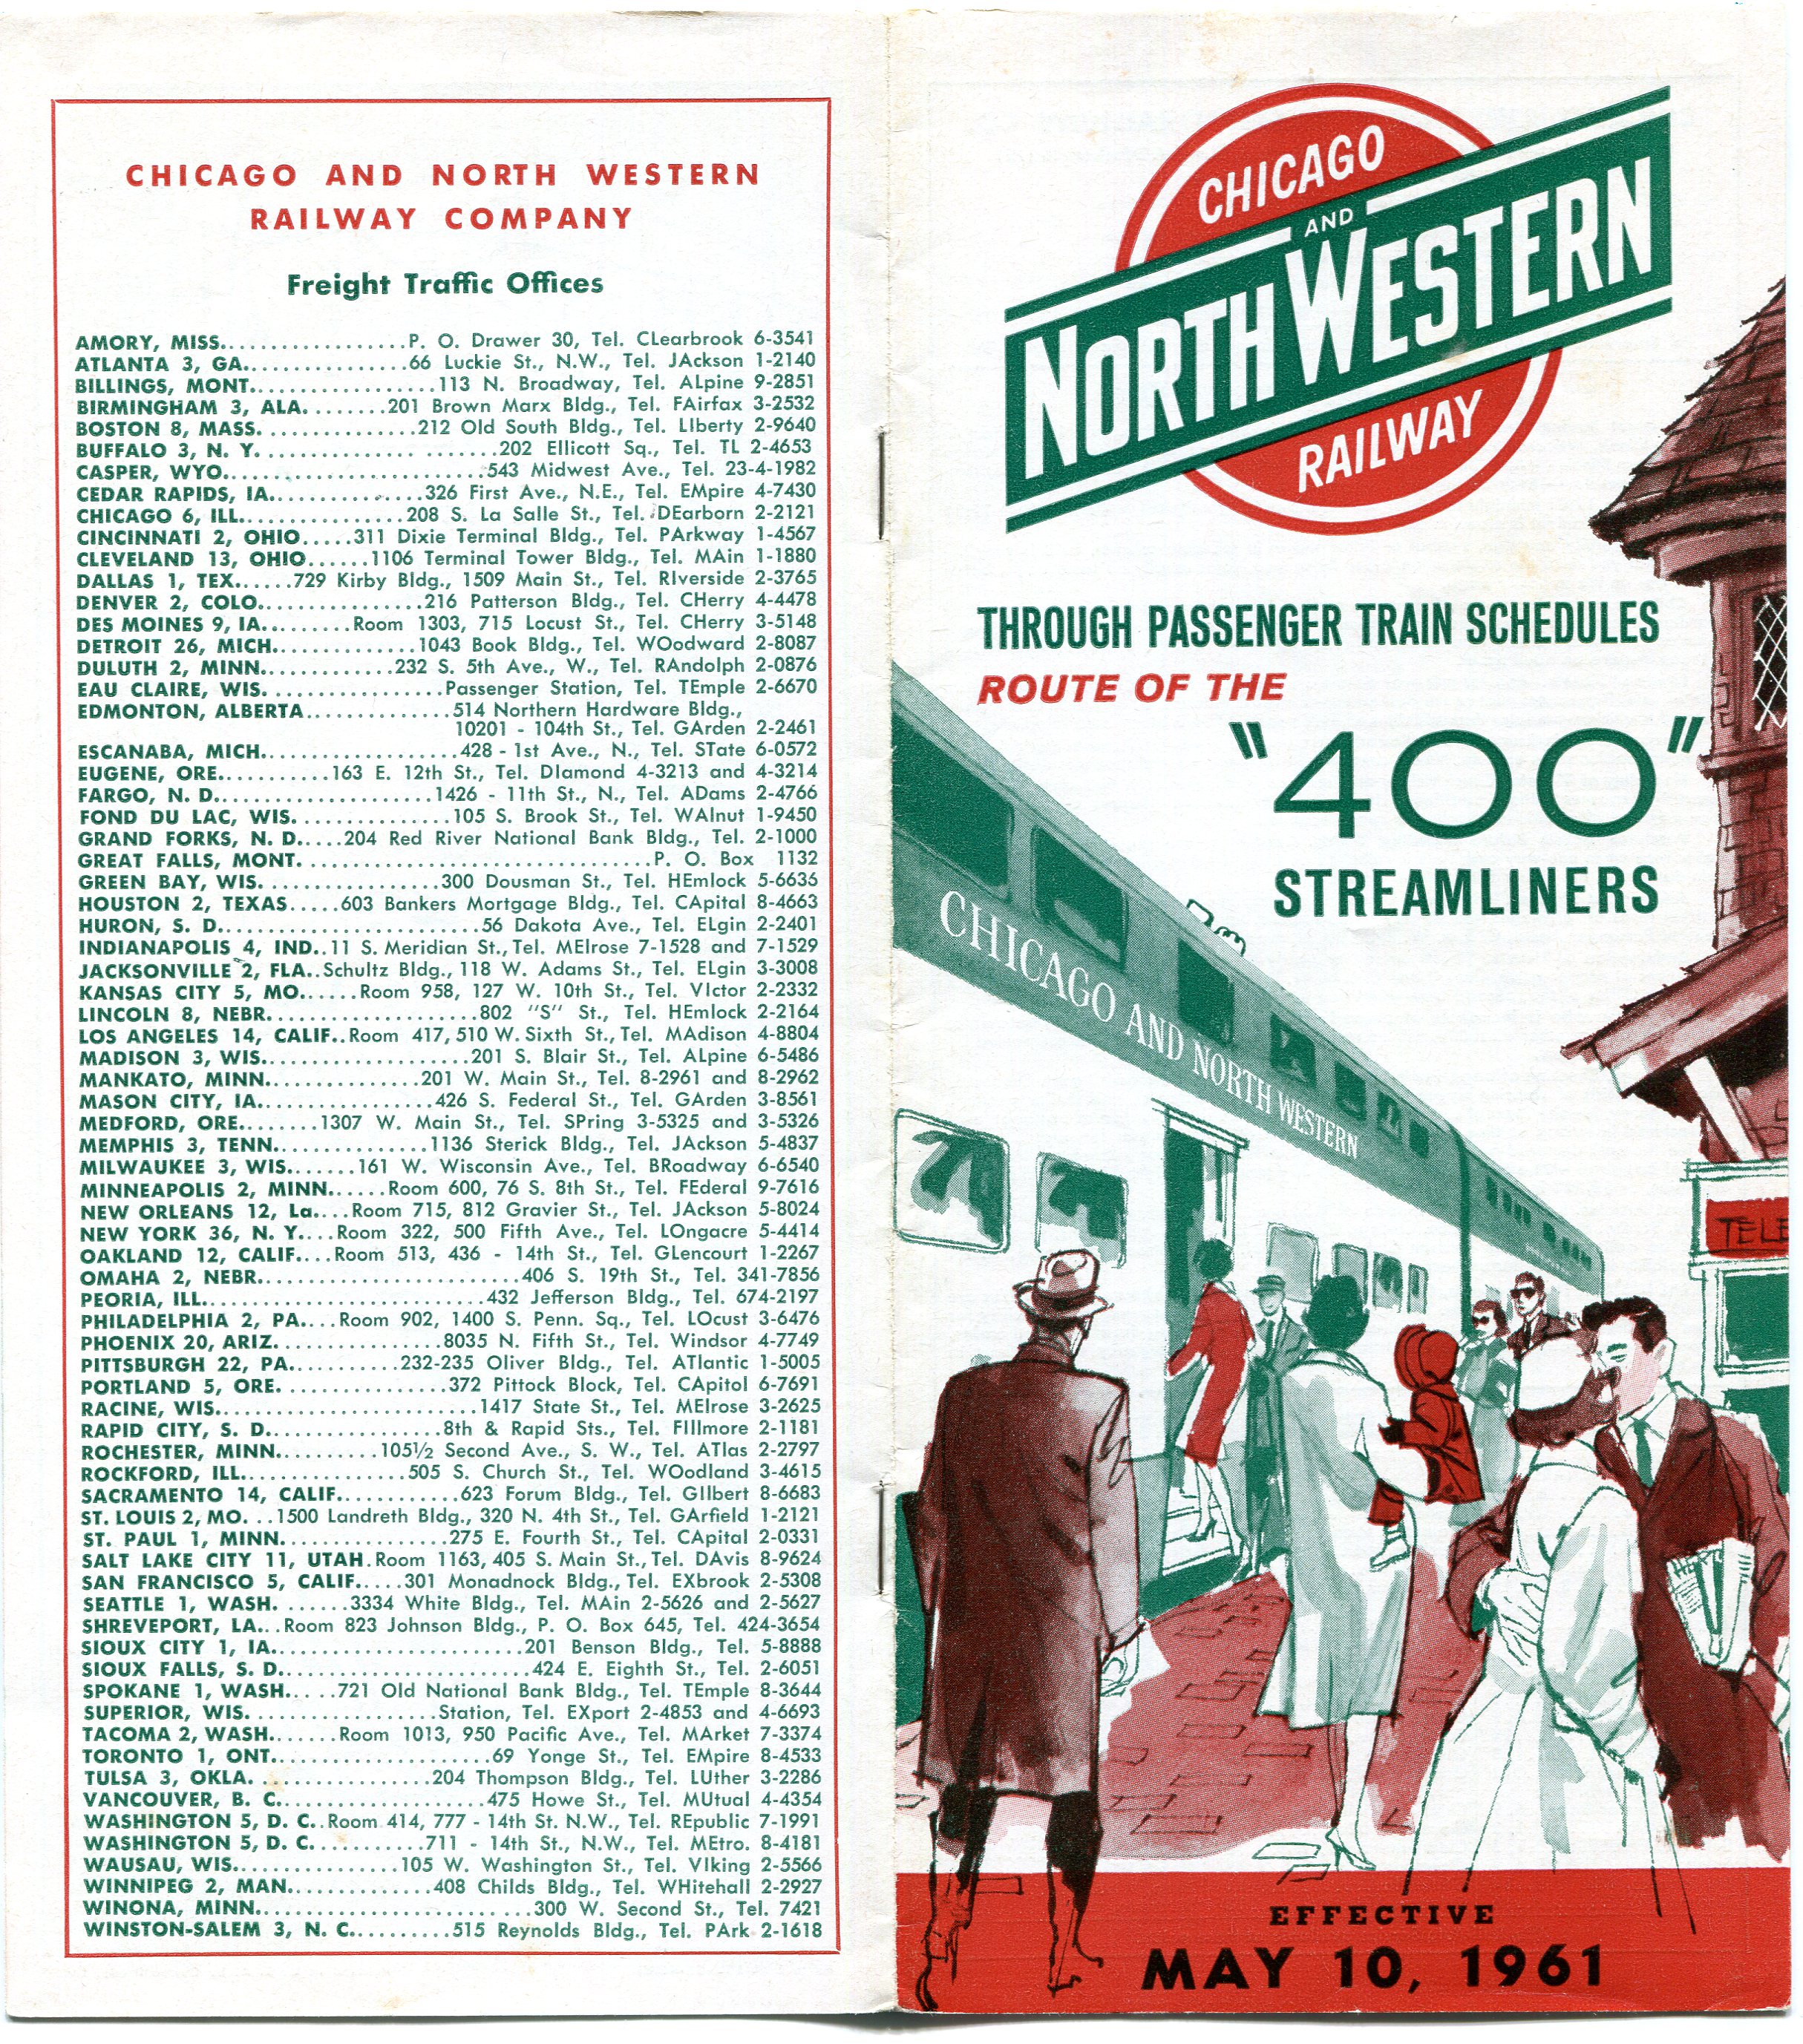 CHICAGO AND NORTH WESTERN
RAILWAY COMPANY
Freight Traffic Offices
AMORY, MISS..................P. O. Drawer 30, Tel. CLearbrook 6-3541
ATLANTA 3, GA................66 Luckie St., N.W., Tel. JAckson 1-2140
BILLINGS, MONT...................113 N. Broadway, Tel. ALpine 9-2851
BIRMINGHAM 3, ALA........201 Brown Marx Bldg., Tel. FAirfax 3-2532
BOSTON 8, MASS................212 Old South Bldg., Tel. LIberty 2-9640
BUFFALO 3, N. Y........................202 Ellicott Sq., Tel. TL 2-4653
CASPER, WYO..........................543 Midwest Ave., Tel. 23-4-1982
CEDAR RAPIDS, IA...............326 First Ave., N.E., Tel. EMpire 4-7430
CHICAGO 6, ILL................208 S. La Salle St., Tel. DEarborn 2-2121
CINCINNATI 2, OHIO.....311 Dixie Terminal Bldg., Tel. PArkway 1-4567
CLEVELAND 13, OHIO......1106 Terminal Tower Bldg., Tel. MAin 1-1880
DALLAS 1, TEX......729 Kirby Bldg., 1509 Main St., Tel. RIverside 2-3765
DENVER 2, COLO................216 Patterson Bldg., Tel. CHerry 4-4478
DES MOINES 9, IA.........Room 1303, 715 Locust St., Tel. CHerry 3-5148
DETROIT 26, MICH...............1043 Book Bldg., Tel. WOodward 2-8087
DULUTH 2, MINN..............232 S. 5th Ave., W., Tel. RAndolph 2-0876
EAU CLAIRE, WIS..................Passenger Station, Tel. TEmple 2-6670
EDMONTON, ALBERTA..............514 Northern Hardware Bldg.,
10201 - 104th St., Tel. GArden 2-2461
ESCANABA, MICH....................428 - 1st Ave., N., Tel. STate 6-0572
EUGENE, ORE...........163 E. 12th St., Tel. DIamond 4-3213 and 4-3214
FARGO, N. D......................1426 - 11th St., N., Tel. ADams 2-4766
FOND DU LAC, WIS................105 S. Brook St., Tel. WAlnut 1-9450
GRAND FORKS, N. D.....204 Red River National Bank Bldg., Tel. 2-1000
GREAT FALLS, MONT...................................P. O. Box 1132
GREEN BAY, WIS..................300 Dousman St., Tel. HEmlock 5-6636
HOUSTON 2, TEXAS.....603 Bankers Mortgage Bldg., Tel. CApital 8-4663
HURON, S. D..........................56 Dakota Ave., Tel. ELgin 2-2401
INDIANAPOLIS 4, IND..11 S. Meridian St., Tel. MElrose 7-1528 and 7-1529
JACKSONVILLE 2, FLA..Schultz Bldg., 118 W. Adams St., Tel. ELgin 3-3008
KANSAS CITY 5, MO......Room 958, 127 W. 10th St., Tel. VIctor 2-2332
LINCOLN 8, NEBR.....................802 "S" St., Tel. HEmlock 2-2164
LOS ANGELES 14, CALIF..Room 417, 510 W. Sixth St., Tel. MAdison 4-8804
MADISON 3, WIS....................201 S. Blair St., Tel. ALpine 6-5486
MANKATO, MINN...............201 W. Main St., Tel. 8-2961 and 8-2962
MASON CITY, IA..................426 S. Federal St., Tel. GArden 3-8561
MEDFORD, ORE........1307 W. Main St., Tel. SPring 3-5325 and 3-5326
MEMPHIS 3, TENN................1136 Sterick Bldg., Tel. JAckson 5-4837
MILWAUKEE 3, WIS.......161 W. Wisconsin Ave., Tel. BRoadway 6-6540
MINNEAPOLIS 2, MINN......Room 600, 76 S. 8th St., Tel. FEderal 9-7616
NEW ORLEANS 12, La....Room 715, 812 Gravier St., Tel. JAckson 5-8024
NEW YORK 36, N. Y....Room 322, 500 Fifth Ave., Tel. LOngacre 5-4414
OAKLAND 12, CALIF....Room 513, 436 - 14th St., Tel. GLencourt 1-2267
OMAHA 2, NEBR..........................406 S. 19th St., Tel. 341-7856
PEORIA, ILL............................432 Jefferson Bldg., Tel. 674-2197
PHILADELPHIA 2, PA....Room 902, 1400 S. Penn. Sq., Tel. LOcust 3-6476
PHOENIX 20, ARIZ.................8035 N. Fifth St., Tel. Windsor 4-7749
PITTSBURGH 22, PA...........232-235 Oliver Bldg., Tel. ATlantic 1-5005
PORTLAND 5, ORE.................372 Pittock Block, Tel. CApitol 6-7691
RACINE, WIS..........................1417 State St., Tel. MElrose 3-2625
RAPID CITY, S. D.................8th & Rapid Sts., Tel. FIllmore 2-1181
ROCHESTER, MINN..........105½ Second Ave., S. W., Tel. ATlas 2-2797
ROCKFORD, ILL................505 S. Church St., Tel. WOodland 3-4615
SACRAMENTO 14, CALIF............623 Forum Bldg., Tel. GIlbert 8-6683
ST. LOUIS 2, MO. ..1500 Landreth Bldg., 320 N. 4th St., Tel. GArfield 1-2121
ST. PAUL 1, MINN.................275 E. Fourth St., Tel. CApital 2-0331
SALT LAKE CITY 11, UTAH.Room 1163, 405 S. Main St., Tel. DAvis 8-9624
SAN FRANCISCO 5, CALIF.....301 Monadnock Bldg., Tel. EXbrook 2-5308
SEATTLE 1, WASH. ......3334 White Bldg., Tel. MAin 2-5626 and 2-5627
SHREVEPORT, LA...Room 823 Johnson Bldg., P. O. Box 645, Tel. 424-3654
SIOUX CITY 1, IA.........................201 Benson Bldg., Tel. 5-8888
SIOUX FALLS, S. D.........................424 E. Eighth St., Tel. 2-6051
SPOKANE 1, WASH.....721 Old National Bank Bldg., Tel. TEmple 8-3644
SUPERIOR, WIS...................Station, Tel. EXport 2-4853 and 4-6693
TACOMA 2, WASH.......Room 1013, 950 Pacific Ave., Tel. MArket 7-3374
TORONTO 1, ONT......................69 Yonge St., Tel. EMpire 8-4533
TULSA 3, OKLA. .................204 Thompson Bldg., Tel. LUther 3-2286
VANCOUVER, B. C.....................475 Howe St., Tel. MUtual 4-4354
WASHINGTON 5, D. C..Room 414, 777 - 14th St. N.W., Tel. REpublic 7-1991
WASHINGTON 5, D. C............711 - 14th St., N.W., Tel. MEtro. 8-4181
WAUSAU, WIS.................105 W. Washington St., Tel. VIking 2-5566
WINNIPEG 2, MAN...............408 Childs Bldg., Tel. WHitehall 2-2927
WINONA, MINN...........................300 W. Second St., Tel. 7421
WINSTON-SALEM 3, N. C..........515 Reynolds Bldg., Tel. PArk 2-1618
CHICAGO
AND
NORTH WESTERN
RAILWAY
THROUGH PASSENGER TRAIN SCHEDULES
ROUTE OF THE
"400"
STREAMLINERS
CHICAGO AND NORTH WESTERN
TELE
EFFECTIVE
MAY 10, 1961